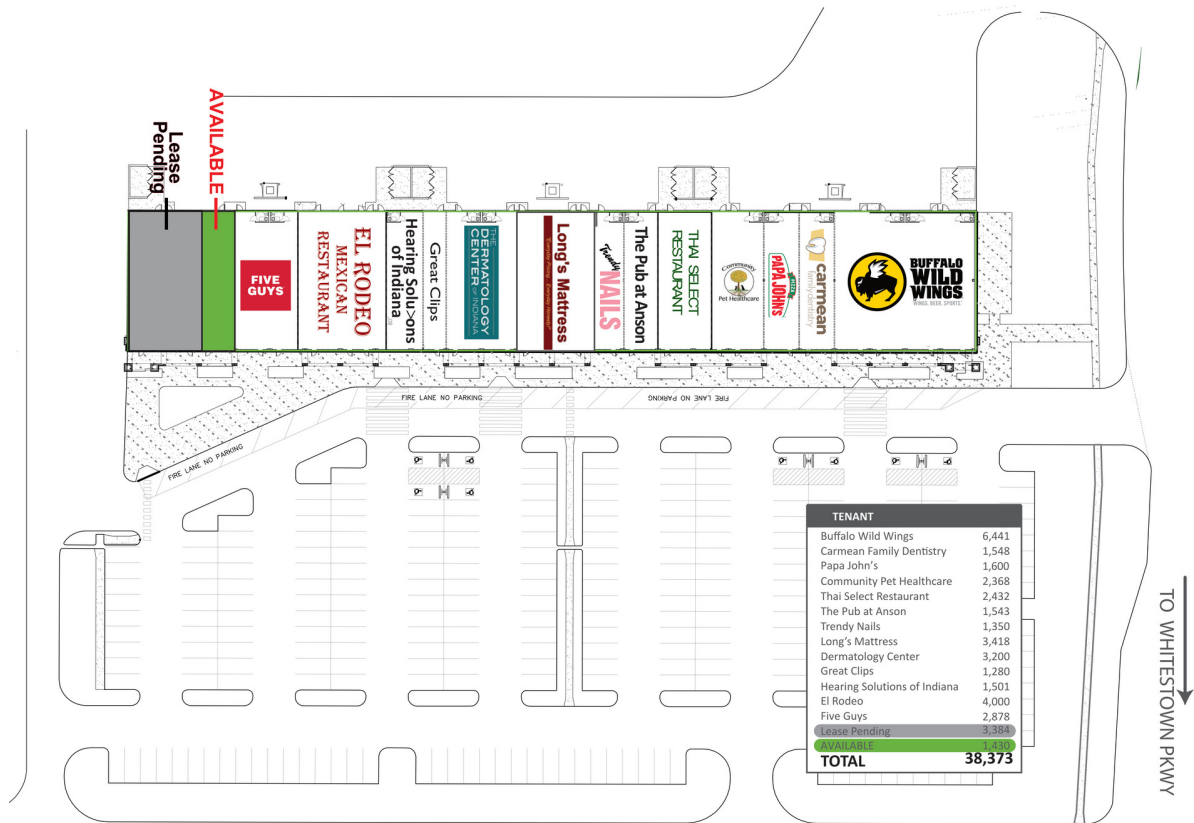 AVAILABLE
Lease
Pending
FIVE
GUYS
EL RODEO
MEXICAN
RESTAURANT
Hearing Solu>ons
of Indiana
Great Clips
THE
DERMATOLOGY
CENTER OF INDIANA
Long's Mattress
"Everyday Pricing...Everyday Honesty!"
Trendy
NAILS
The Pub at Anson
THAI SELECT
RESTAURANT
Community
Pet Healthcare
PIZZA
PAPA JOHN'S
carmean
family dentistry
BUFFALO
WILD
WINGS
WINGS. BEER. SPORTS.
FIRE LANE NO PARKING
FIRE LANE NO PARKING
FIRE LANE NO PARKING
TENANT
Buffalo Wild Wings 6,441
Carmean Family Dentistry 1,548
Papa John's 1,600
Community Pet Healthcare 2,368
Thai Select Restaurant 2,432
The Pub at Anson 1,543
Trendy Nails 1,350
Long's Mattress 3,418
Dermatology Center 3,200
Great Clips 1,280
Hearing Solutions of Indiana 1,501
El Rodeo 4,000
Five Guys 2,878
Lease Pending 3,384
AVAILABLE 1,430
TOTAL 38,373
TO WHITESTOWN PKWY